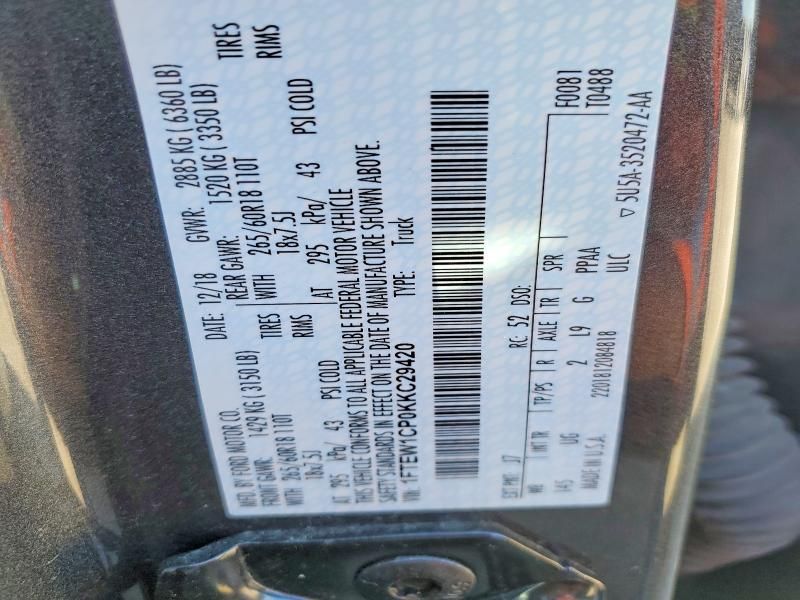 MFD. BY FORD MOTOR CO. DATE: 12/18 GVWR: 2885 KG ( 6360 LB)
FRONT GAWR: 1429 KG ( 3150 LB) REAR GAWR: 1520 KG ( 3350 LB)
265/60R18 110T TIRES WITH 265/60R18 110T TIRES
18x7.5J RIMS 18x7.5J RIMS
AT 295 kPa/ 43 PSI COLD AT 295 kPa/ 43 PSI COLD
THIS VEHICLE CONFORMS TO ALL APPLICABLE FEDERAL MOTOR VEHICLE
SAFETY STANDARDS IN EFFECT ON THE DATE OF MANUFACTURE SHOWN ABOVE.
VIN: 1FTEW1CP0KKC29420 TYPE: Truck
F0081
T0488
EXT PNT: RC: 52 DSO:
WB INT TR TP/PS R AXLE TR SPR
145 UG 2 L9 G PPAA
ULC
MADE IN U.S.A. 2201812084818
▽ 5U5A-3520472-AA